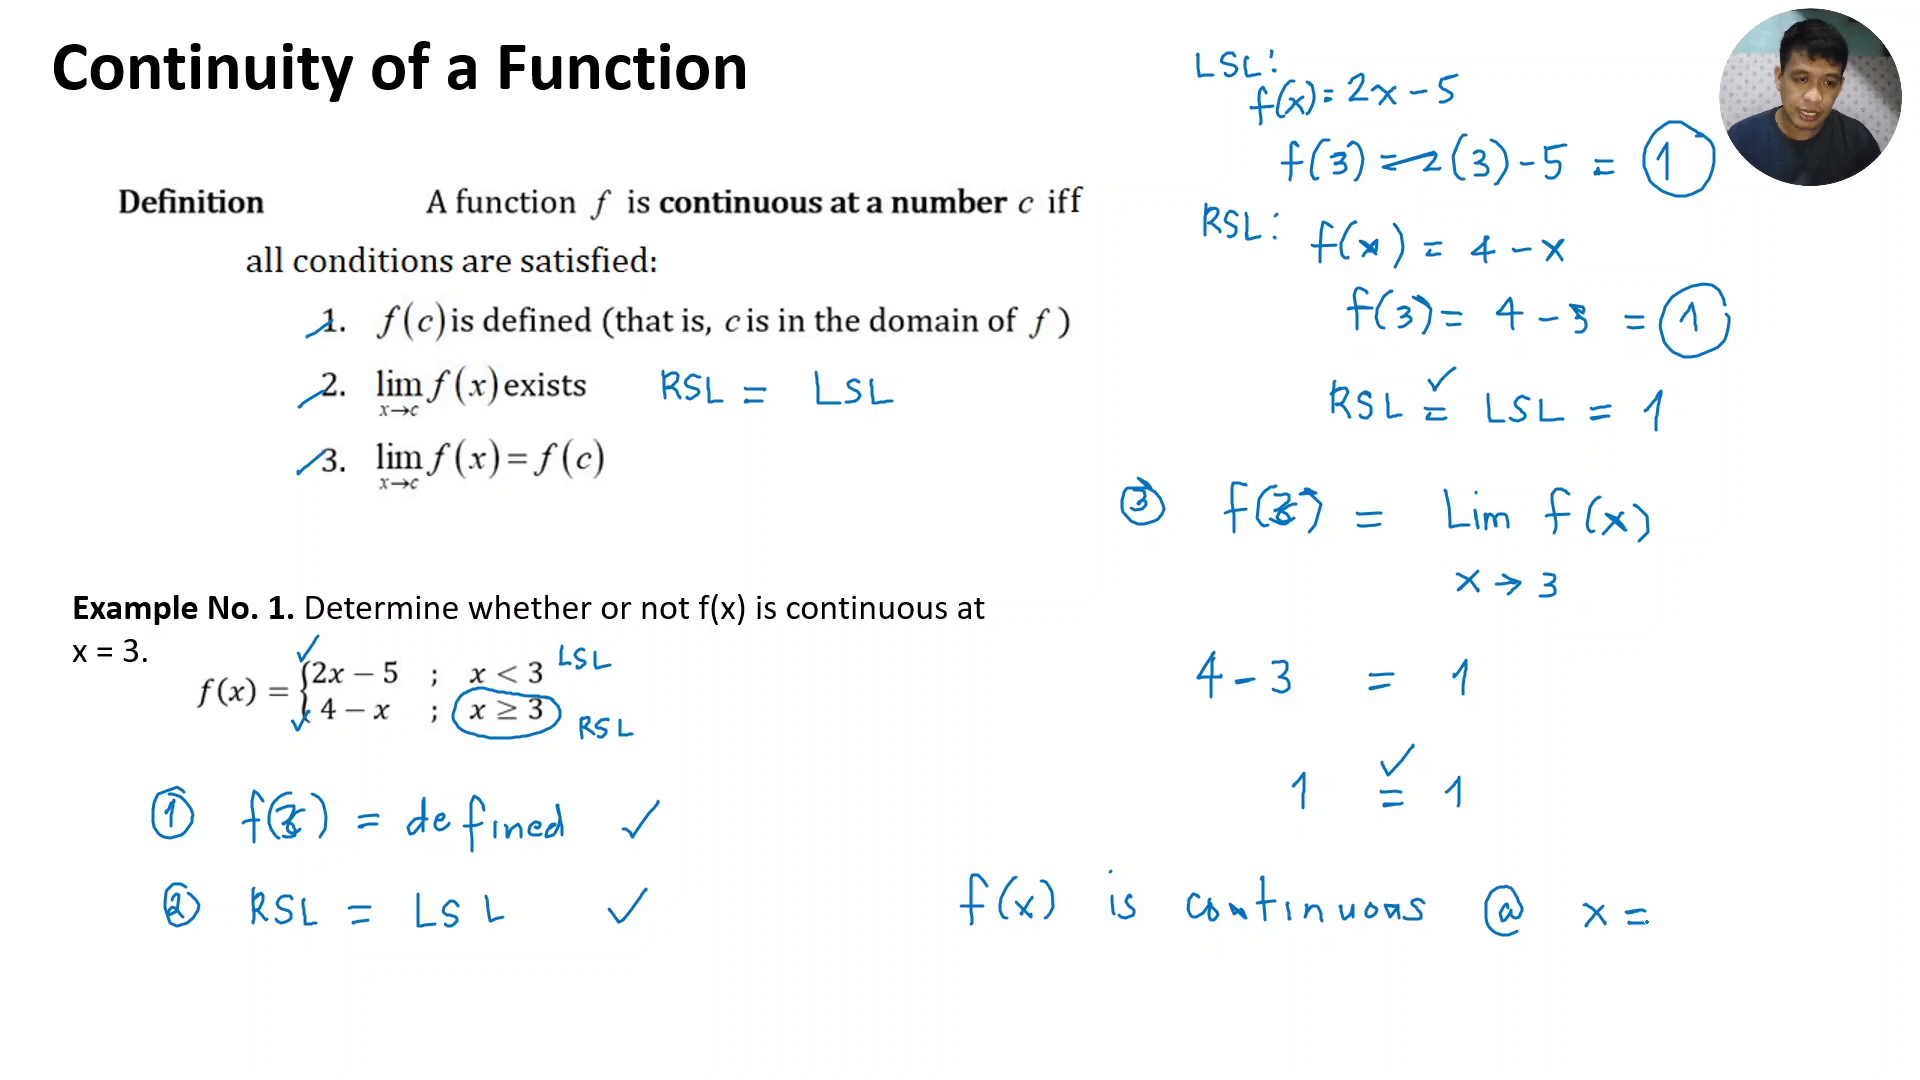 Continuity of a Function
Definition A function f is continuous at a number c iff
all conditions are satisfied:
1. f(c) is defined (that is, c is in the domain of f)
2. lim f(x) exists RSL = LSL
x→c
3. lim f(x) = f(c)
x→c
Example No. 1. Determine whether or not f(x) is continuous at
x = 3.
f(x) = {2x − 5 ; x < 3 LSL
4 − x ; x ≥ 3 RSL
① f(3) = defined ✓
② RSL = LSL ✓
LSL:
f(x) = 2x − 5
f(3) = 2(3) − 5 = 1
RSL: f(x) = 4 − x
f(3) = 4 − 3 = 1
✓
RSL = LSL = 1
③ f(3) = Lim f(x)
x → 3
4 − 3 = 1
✓
1 = 1
f(x) is continuous @ x =